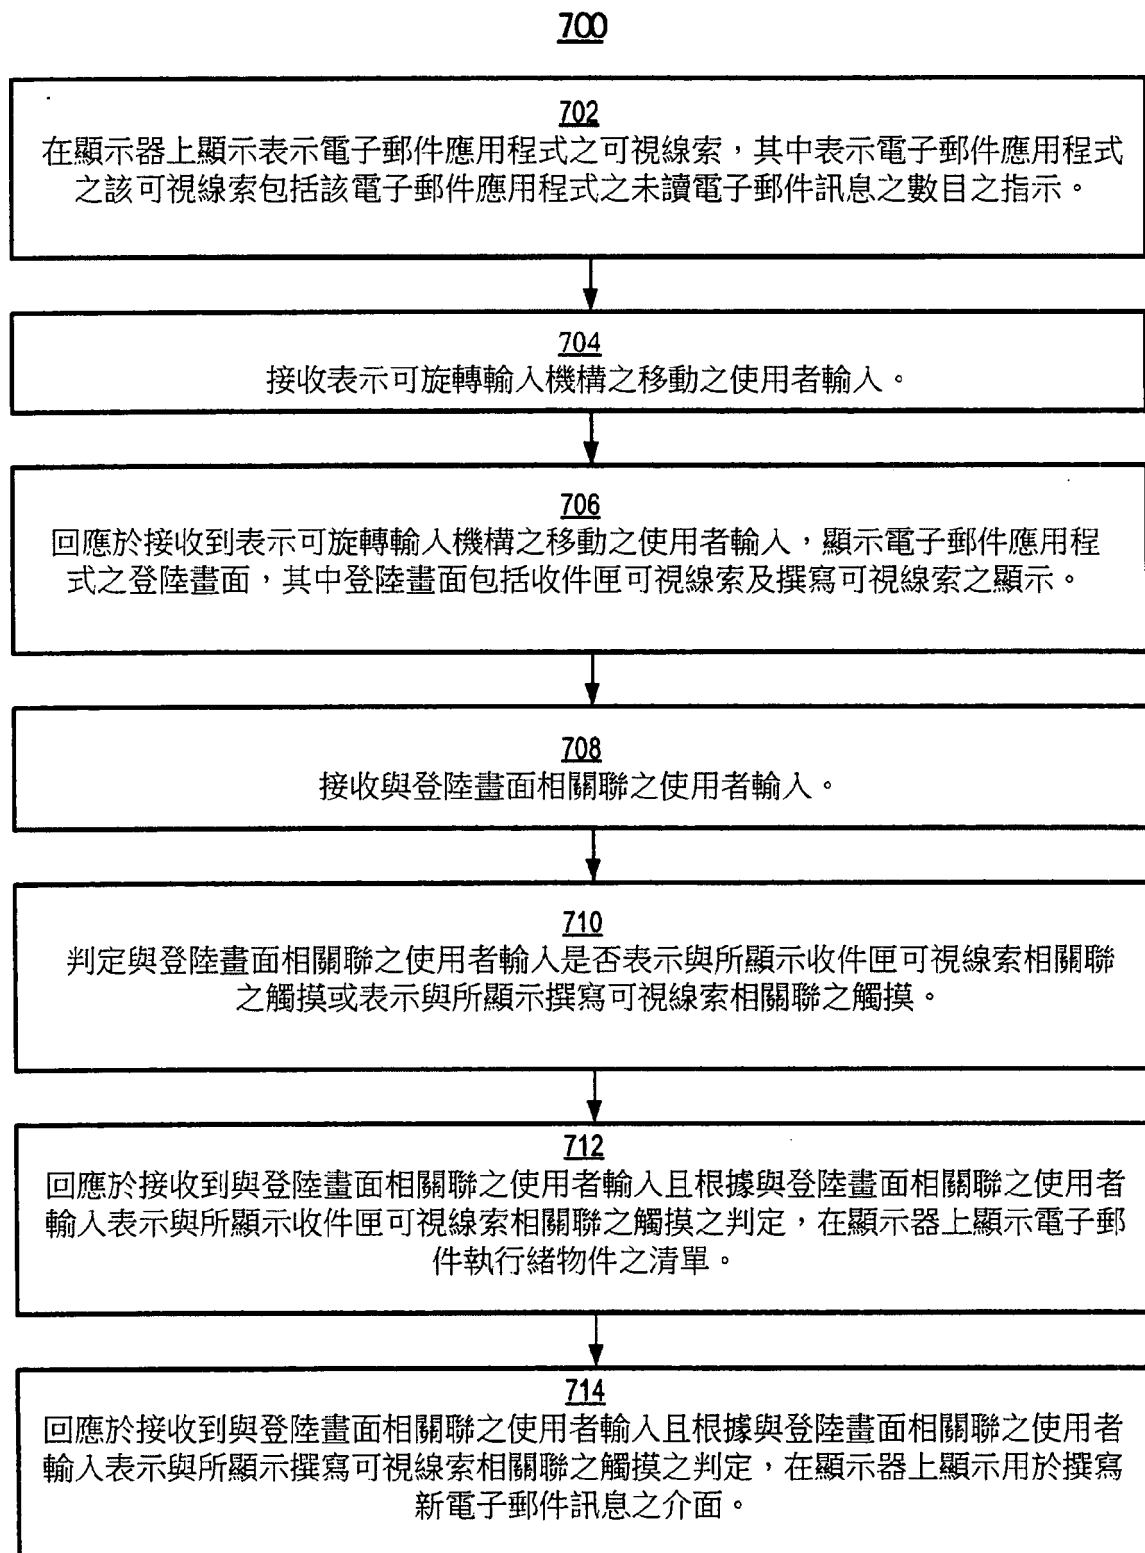 700
702
在顯示器上顯示表示電子郵件應用程式之可視線索，其中表示電子郵件應用程式
之該可視線索包括該電子郵件應用程式之未讀電子郵件訊息之數目之指示。
704
接收表示可旋轉輸入機構之移動之使用者輸入。
706
回應於接收到表示可旋轉輸入機構之移動之使用者輸入，顯示電子郵件應用程
式之登陸畫面，其中登陸畫面包括收件匣可視線索及撰寫可視線索之顯示。
708
接收與登陸畫面相關聯之使用者輸入。
710
判定與登陸畫面相關聯之使用者輸入是否表示與所顯示收件匣可視線索相關聯
之觸摸或表示與所顯示撰寫可視線索相關聯之觸摸。
712
回應於接收到與登陸畫面相關聯之使用者輸入且根據與登陸畫面相關聯之使用者
輸入表示與所顯示收件匣可視線索相關聯之觸摸之判定，在顯示器上顯示電子郵
件執行緒物件之清單。
714
回應於接收到與登陸畫面相關聯之使用者輸入且根據與登陸畫面相關聯之使用者
輸入表示與所顯示撰寫可視線索相關聯之觸摸之判定，在顯示器上顯示用於撰寫
新電子郵件訊息之介面。